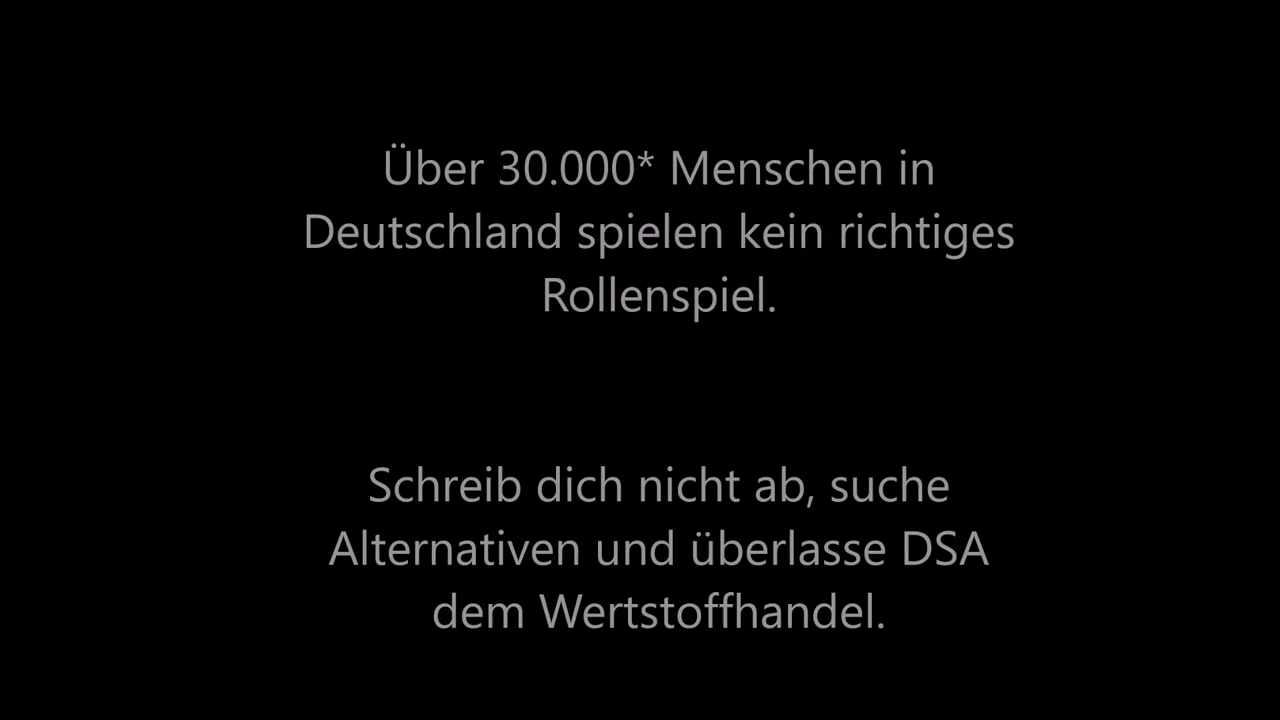 Über 30.000* Menschen in
Deutschland spielen kein richtiges
Rollenspiel.
Schreib dich nicht ab, suche
Alternativen und überlasse DSA
dem Wertstoffhandel.